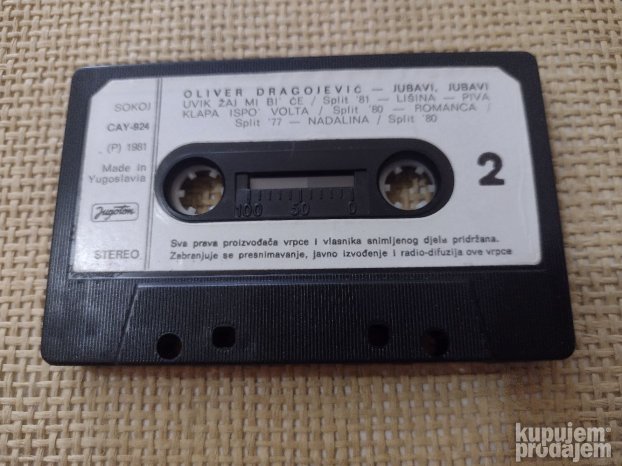 OLIVER DRAGOJEVIĆ — JUBAVI, JUBAVI
UVIK ŽAJ MI BI' ĆE / Split '81 — LIŠINA — PIVA
KLAPA ISPO' VOLTA / Split '80 — ROMANCA /
Split '77 — NADALINA / Split '80
SOKOJ
CAY-824
(P) 1981
Made in
Yugoslavia
Jugoton
STEREO
100 50 0
2
Sva prava proizvođača vrpce i vlasnika snimljenog djela pridržana.
Zabranjuje se presnimavanje, javno izvođenje i radio-difuzija ove vrpce
kupujem
prodajem